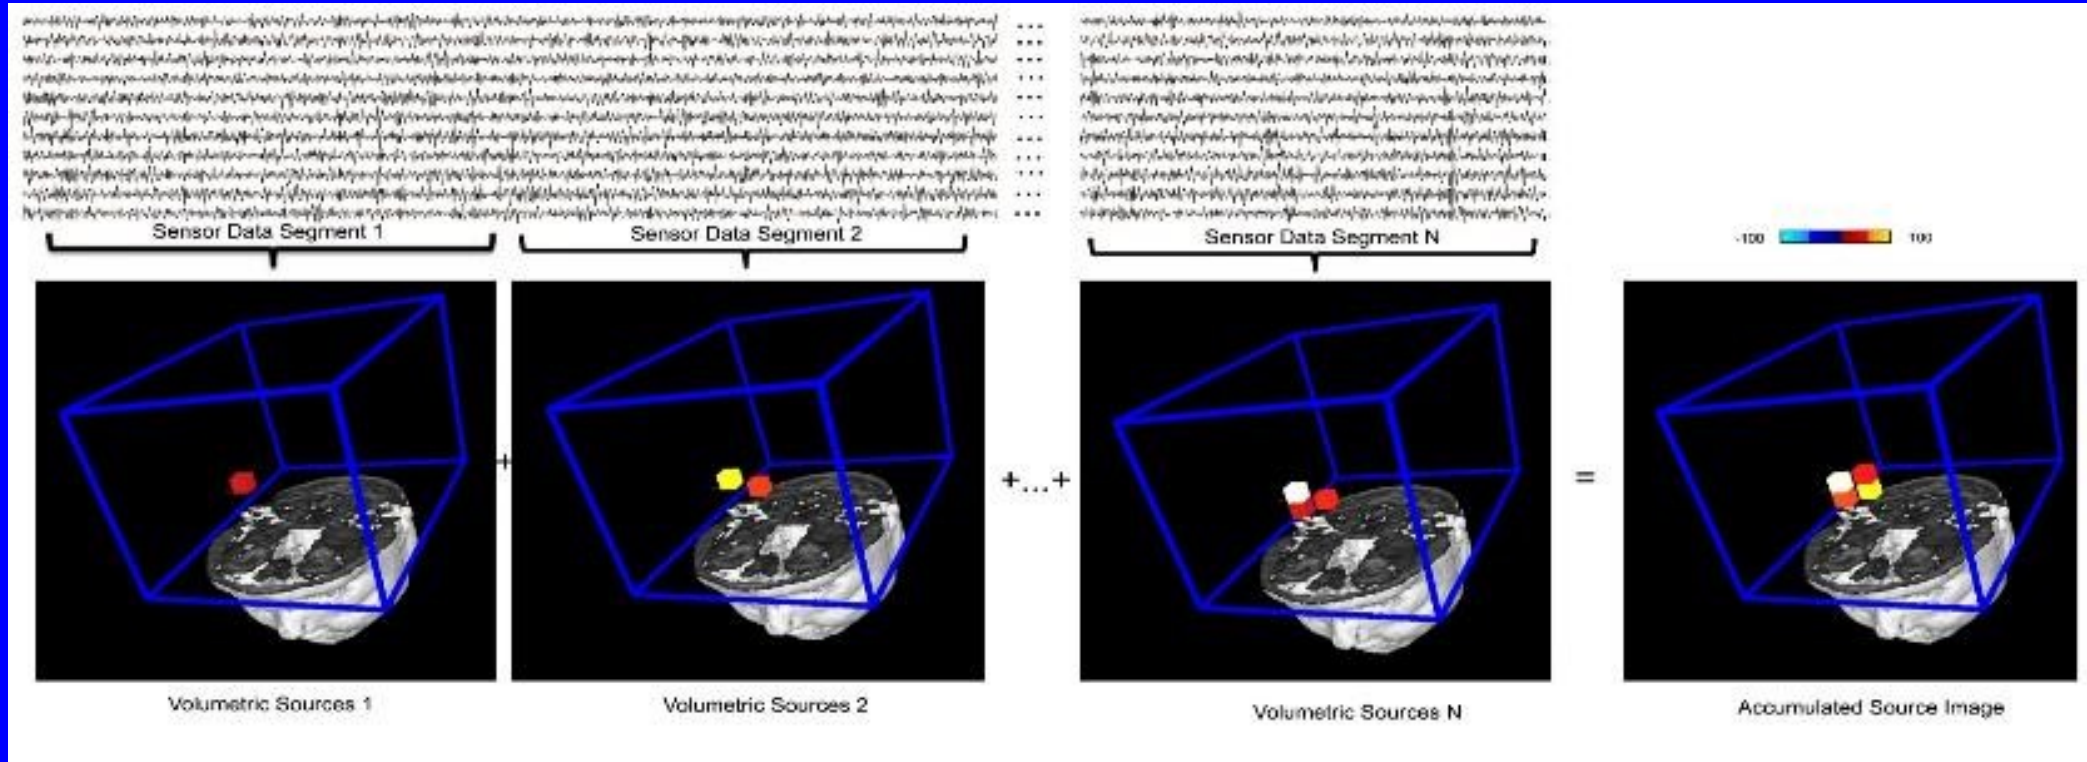 Sensor Data Segment 1
Sensor Data Segment 2
Sensor Data Segment N
-100
100
+
+...+
=
Volumetric Sources 1
Volumetric Sources 2
Volumetric Sources N
Accumulated Source Image